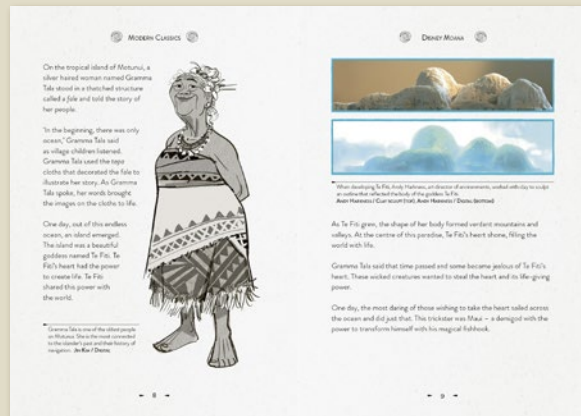 MODERN CLASSICS
On the tropical island of Motunui, a
silver haired woman named Gramma
Tala stood in a thatched structure
called a fale and told the story of
her people.
'In the beginning, there was only
ocean,' Gramma Tala said
as village children listened.
Gramma Tala used the tapa
cloths that decorated the fale to
illustrate her story. As Gramma
Tala spoke, her words brought
the images on the cloths to life.
One day, out of this endless
ocean, an island emerged.
The island was a beautiful
goddess named Te Fiti. Te
Fiti's heart had the power
to create life. Te Fiti
shared this power with
the world.
Gramma Tala is one of the oldest people
on Motunui. She is the most connected
to the islander's past and their history of
navigation. JIN KIM / DIGITAL
8
DISNEY MOANA
When developing Te Fiti, Andy Harkness, art director of environments, worked with clay to sculpt
an outline that reflected the body of the goddess Te Fiti.
ANDY HARKNESS / CLAY SCULPT (TOP), ANDY HARKNESS / DIGITAL (BOTTOM)
As Te Fiti grew, the shape of her body formed verdant mountains and
valleys. At the centre of this paradise, Te Fiti's heart shone, filling the
world with life.
Gramma Tala said that time passed and some became jealous of Te Fiti's
heart. These wicked creatures wanted to steal the heart and its life-giving
power.
One day, the most daring of those wishing to take the heart sailed across
the ocean and did just that. This trickster was Maui – a demigod with the
power to transform himself with his magical fishhook.
9